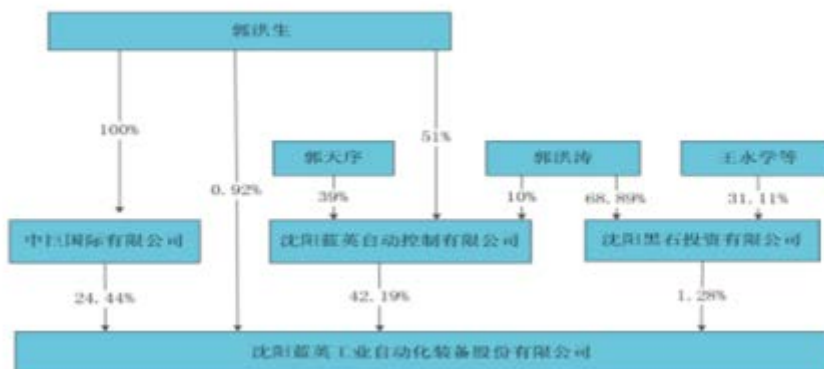 郭洪生
100%
51%
郭天序
郭洪涛
王永学等
0.92%
39%
10%
68.89%
31.11%
中巨国际有限公司
沈阳蓝英自动控制有限公司
沈阳黑石投资有限公司
24.44%
42.19%
1.28%
沈阳蓝英工业自动化装备股份有限公司